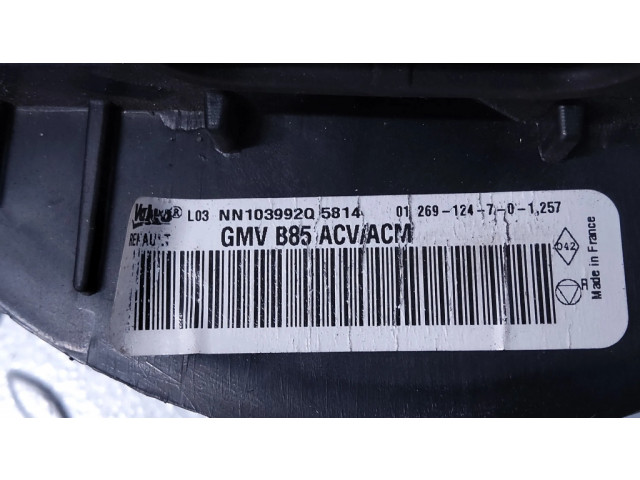 Valeo® L03 NN103992Q 5814 01 269-124-7-0-1,257
RENAULT GMV B85 ACV/ACM
D42
R
Made in France